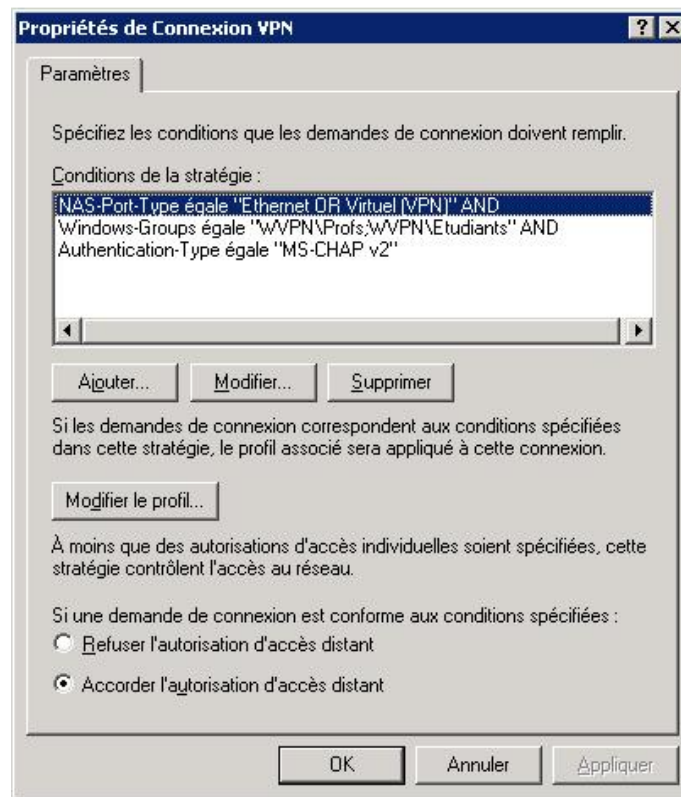 Propriétés de Connexion VPN
Paramètres
Spécifiez les conditions que les demandes de connexion doivent remplir.
Conditions de la stratégie :
NAS-Port-Type égale "Ethernet OR Virtuel (VPN)" AND
Windows-Groups égale "WVPN\Profs;WVPN\Etudiants" AND
Authentication-Type égale "MS-CHAP v2"
Ajouter... Modifier... Supprimer
Si les demandes de connexion correspondent aux conditions spécifiées
dans cette stratégie, le profil associé sera appliqué à cette connexion.
Modifier le profil...
À moins que des autorisations d'accès individuelles soient spécifiées, cette
stratégie contrôlent l'accès au réseau.
Si une demande de connexion est conforme aux conditions spécifiées :
Refuser l'autorisation d'accès distant
Accorder l'autorisation d'accès distant
OK Annuler Appliquer